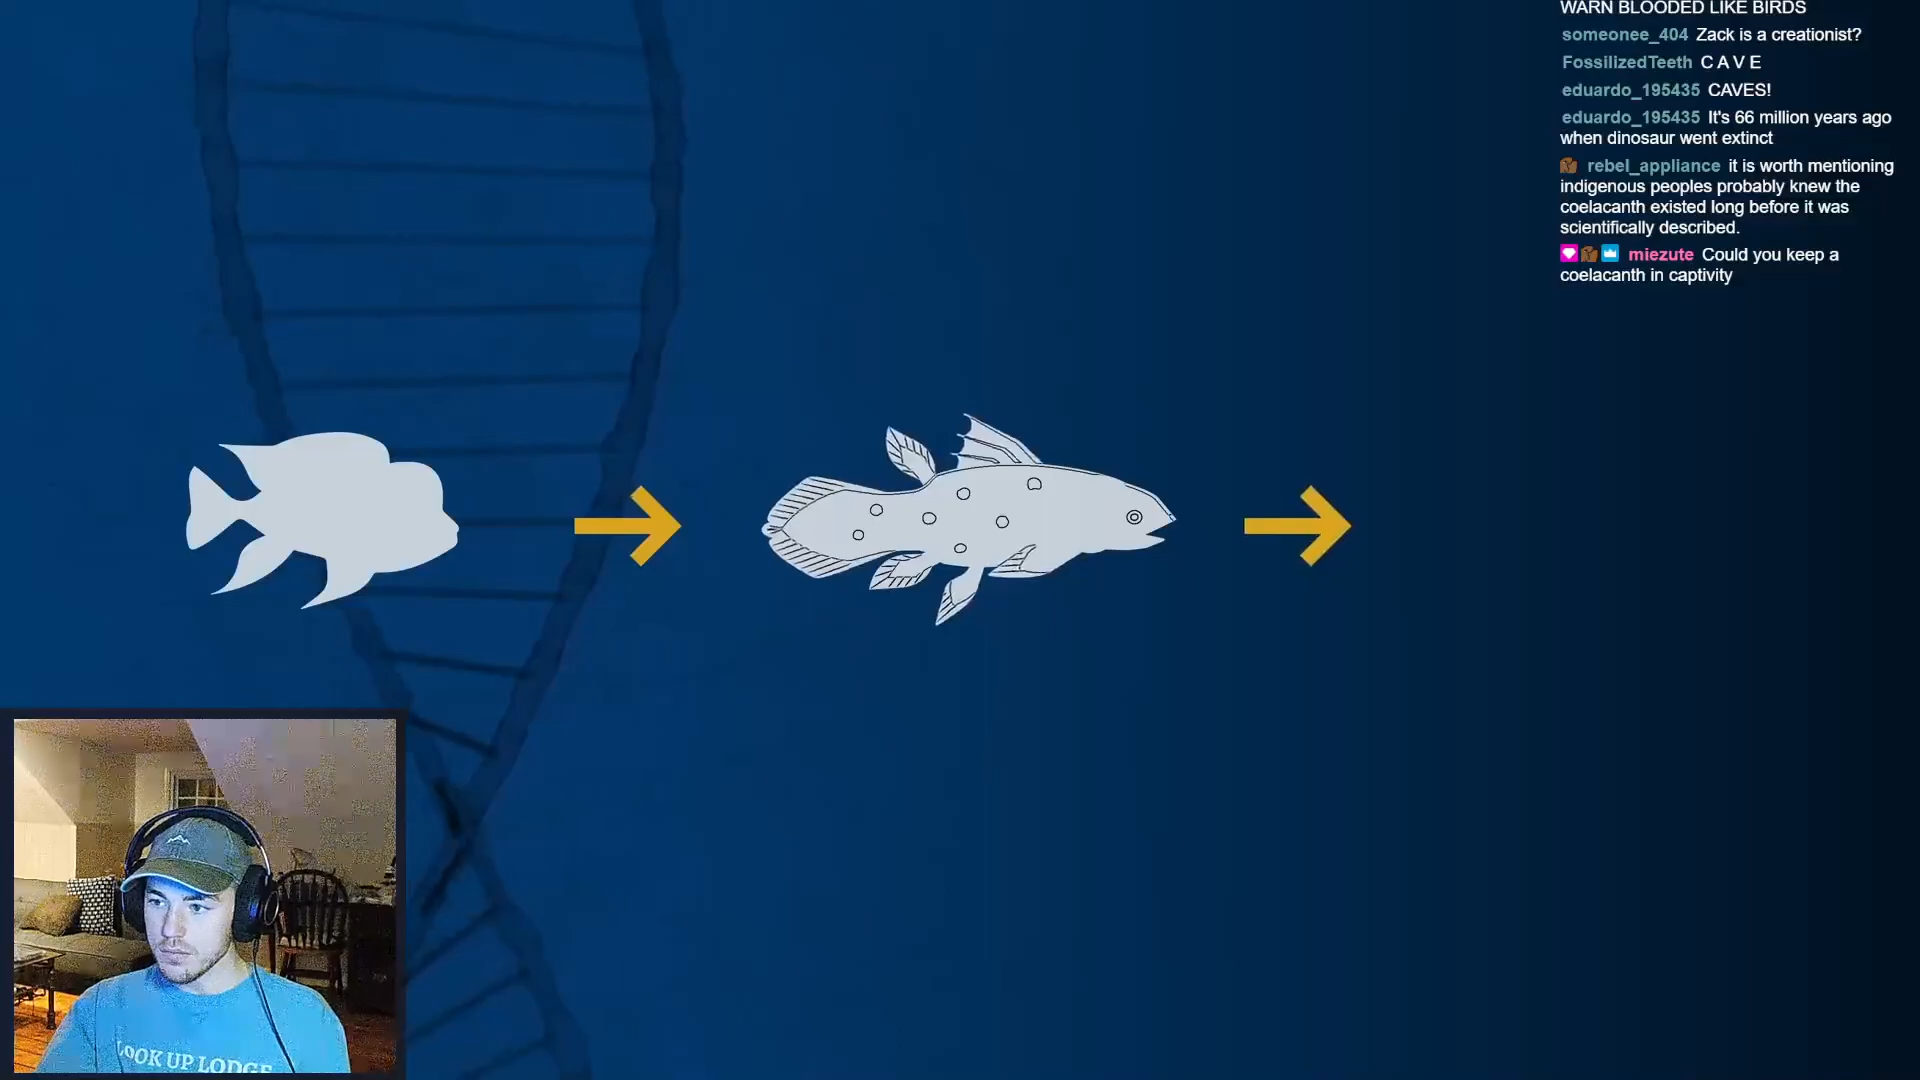 WARN BLOODED LIKE BIRDS
someonee_404 Zack is a creationist?
FossilizedTeeth C A V E
eduardo_195435 CAVES!
eduardo_195435 It's 66 million years ago
when dinosaur went extinct
rebel_appliance it is worth mentioning
indigenous peoples probably knew the
coelacanth existed long before it was
scientifically described.
miezute Could you keep a
coelacanth in captivity
LOOK UP LODGE